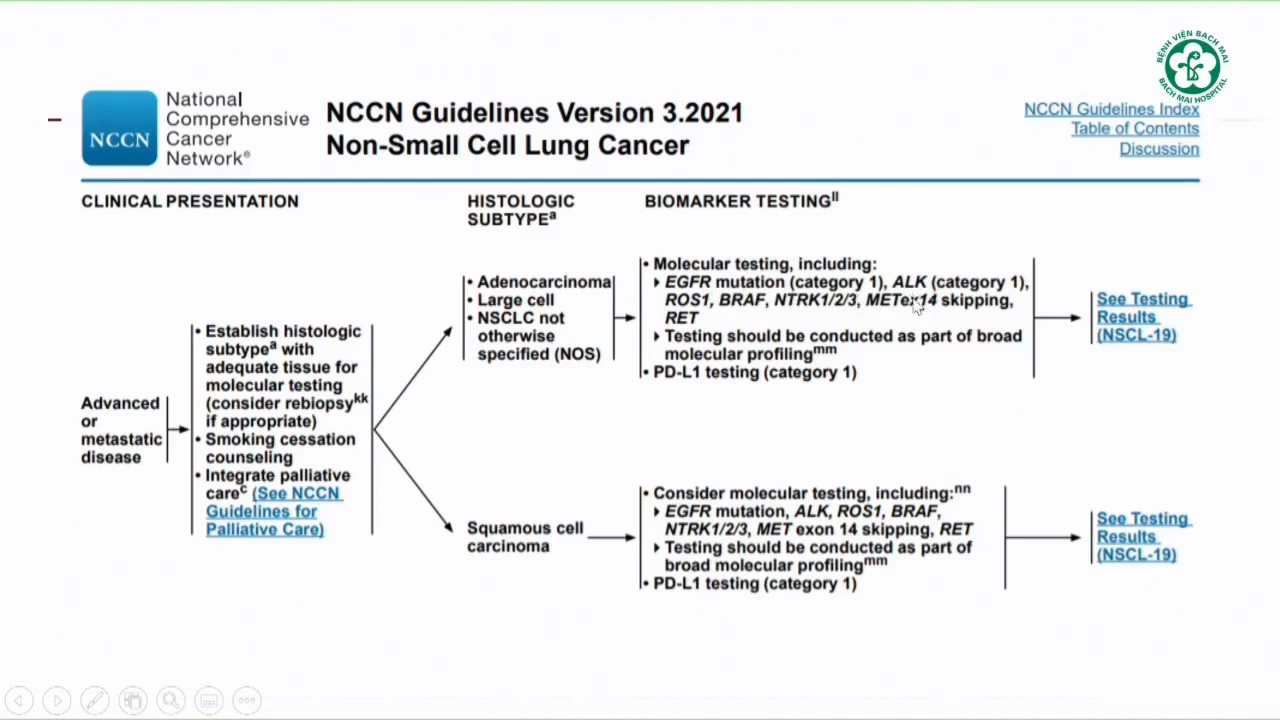 BỆNH VIỆN BẠCH MAI
BACH MAI HOSPITAL
NCCN
National
Comprehensive
Cancer
Network®
NCCN Guidelines Version 3.2021
Non-Small Cell Lung Cancer
NCCN Guidelines Index
Table of Contents
Discussion
CLINICAL PRESENTATION
HISTOLOGIC
SUBTYPEa
BIOMARKER TESTINGll
Advanced
or
metastatic
disease
• Establish histologic
subtypea with
adequate tissue for
molecular testing
(consider rebiopsykk
if appropriate)
• Smoking cessation
counseling
• Integrate palliative
carec (See NCCN
Guidelines for
Palliative Care)
• Adenocarcinoma
• Large cell
• NSCLC not
otherwise
specified (NOS)
• Molecular testing, including:
EGFR mutation (category 1), ALK (category 1),
ROS1, BRAF, NTRK1/2/3, METex14 skipping,
RET
Testing should be conducted as part of broad
molecular profilingmm
• PD-L1 testing (category 1)
See Testing
Results
(NSCL-19)
Squamous cell
carcinoma
• Consider molecular testing, including:nn
EGFR mutation, ALK, ROS1, BRAF,
NTRK1/2/3, MET exon 14 skipping, RET
Testing should be conducted as part of
broad molecular profilingmm
• PD-L1 testing (category 1)
See Testing
Results
(NSCL-19)